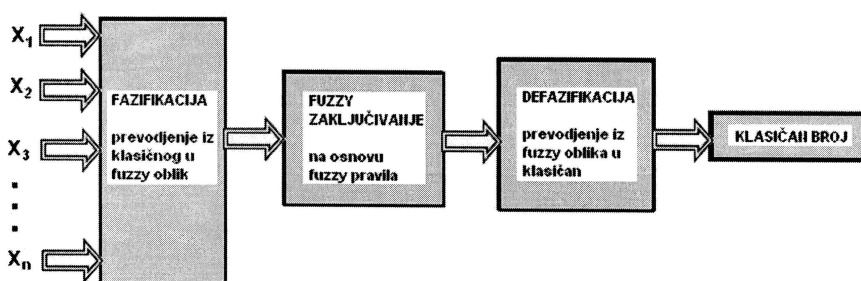 X1
X2
X3
Xn
FAZIFIKACIJA
prevodjenje iz
klasičnog u
fuzzy oblik
FUZZY
ZAKLJUČIVANJE
na osnovu
fuzzy pravila
DEFAZIFIKACIJA
prevodjenje iz
fuzzy oblika u
klasičan
KLASIČAN BROJ